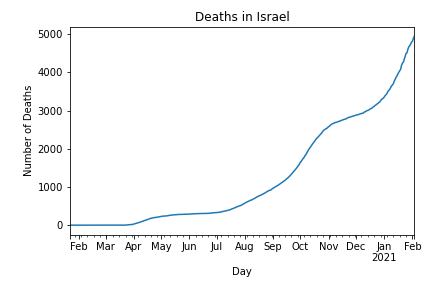 Deaths in Israel
Number of Deaths
5000
4000
3000
2000
1000
0
Feb Mar Apr May Jun Jul Aug Sep Oct Nov Dec Jan Feb
2021
Day